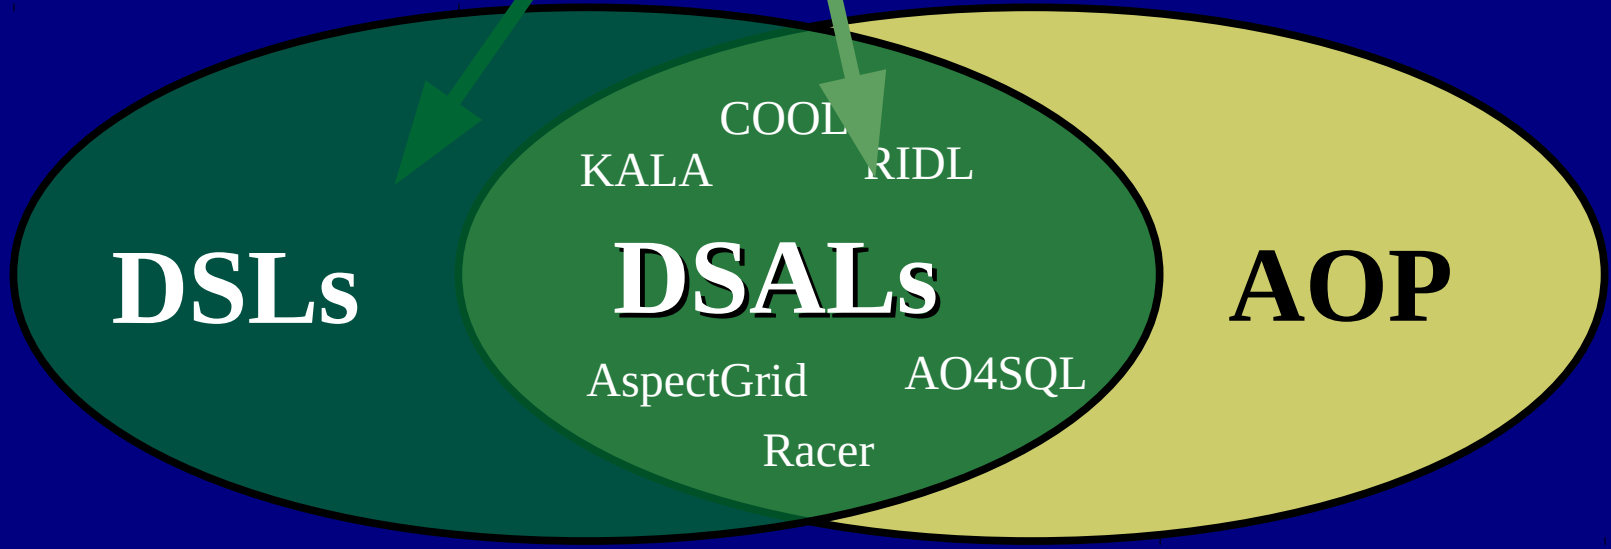 COOL
KALA
RIDL
DSLs
DSALs
AOP
AspectGrid
AO4SQL
Racer